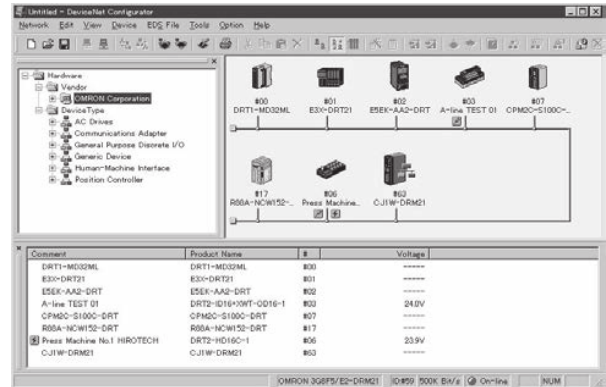 Untitled - DeviceNet Configurator
Network Edit View Device EDS File Tools Option Help
Hardware
Vendor
OMRON Corporation
DeviceType
AC Drives
Communications Adapter
General Purpose Discrete I/O
Generic Device
Human-Machine Interface
Position Controller
#00 #01 #02 #03 #07
DRT1-MD32ML E3X-DRT21 E5EK-AA2-DRT A-line TEST 01 CPM2C-S100C-...
#17 #06 #63
R88A-NCW152-... Press Machine... CJ1W-DRM21
Comment Product Name # Voltage
DRT1-MD32ML DRT1-MD32ML #00 -----
E3X-DRT21 E3X-DRT21 #01 -----
E5EK-AA2-DRT E5EK-AA2-DRT #02 -----
A-line TEST 01 DRT2-ID16+XWT-OD16-1 #03 24.0V
CPM2C-S100C-DRT CPM2C-S100C-DRT #07 -----
R88A-NCW152-DRT R88A-NCW152-DRT #17 -----
Press Machine No.1 HIROTECH DRT2-HD16C-1 #06 23.9V
CJ1W-DRM21 CJ1W-DRM21 #63 -----
OMRON 3G8F5/E2-DRM21 ID:#59 500K Bit/s On-line NUM